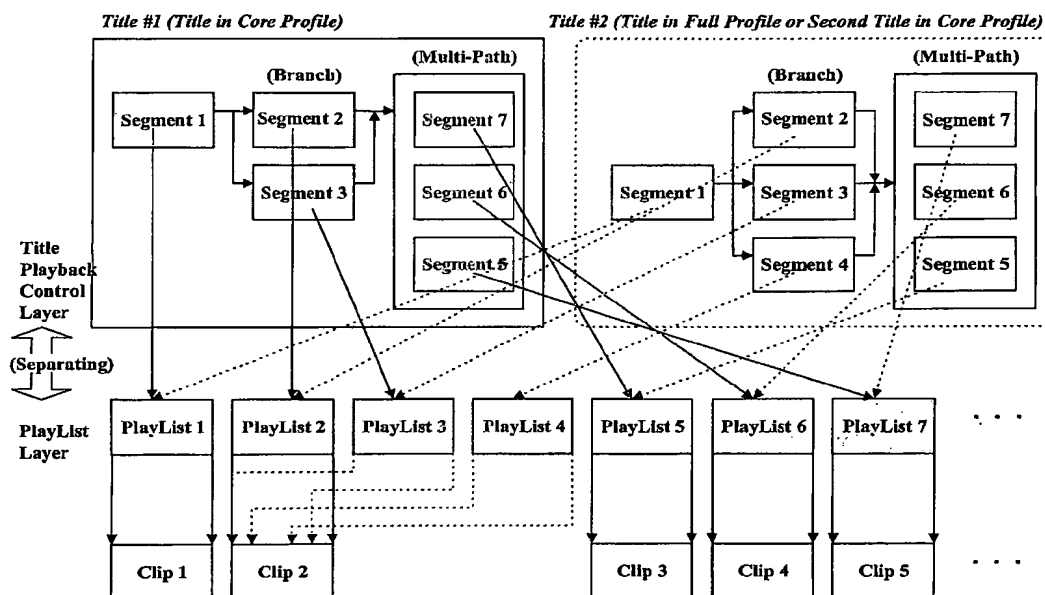 Title #1 (Title in Core Profile)
Title #2 (Title in Full Profile or Second Title in Core Profile)
(Multi-Path)
(Multi-Path)
(Branch)
(Branch)
Segment 1
Segment 2
Segment 7
Segment 2
Segment 7
Segment 3
Segment 6
Segment 1
Segment 3
Segment 6
Segment 5
Segment 4
Segment 5
Title
Playback
Control
Layer
(Separating)
PlayList
Layer
PlayList 1
PlayList 2
PlayList 3
PlayList 4
PlayList 5
PlayList 6
PlayList 7
. . .
Clip 1
Clip 2
Clip 3
Clip 4
Clip 5
. . .